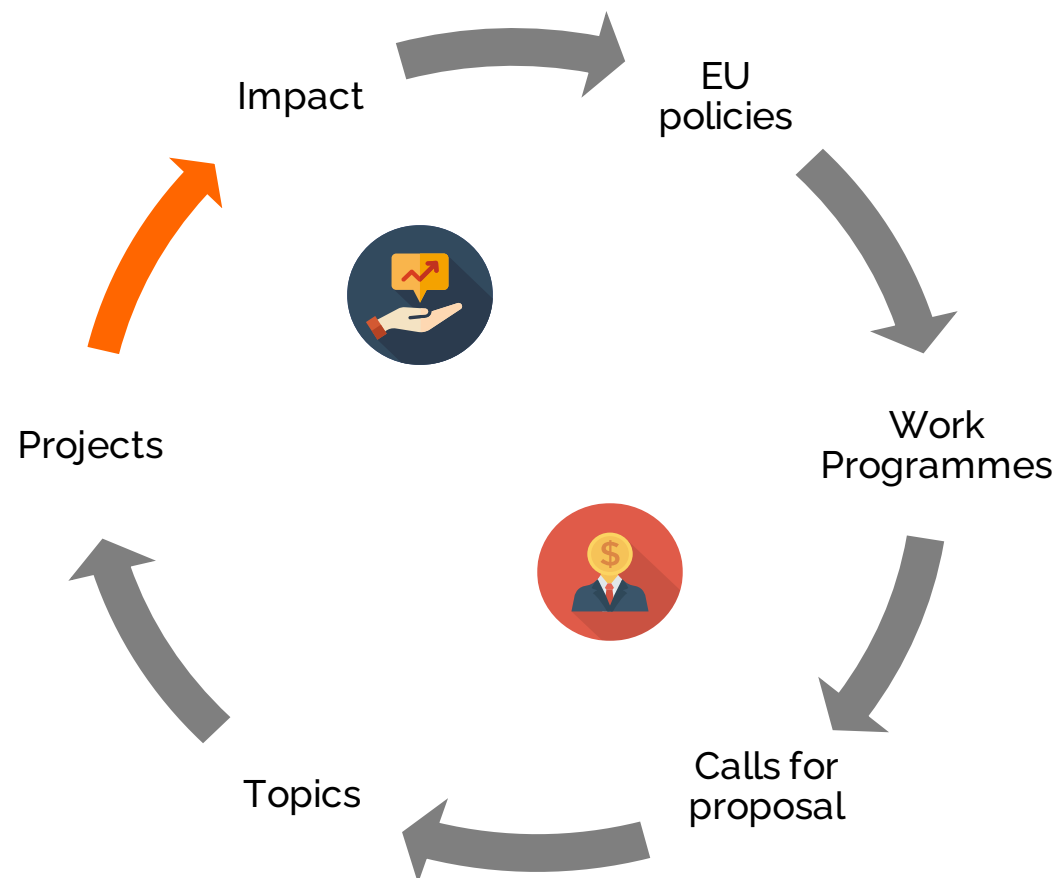 Impact
EU
policies
Work
Programmes
Calls for
proposal
Topics
Projects
$